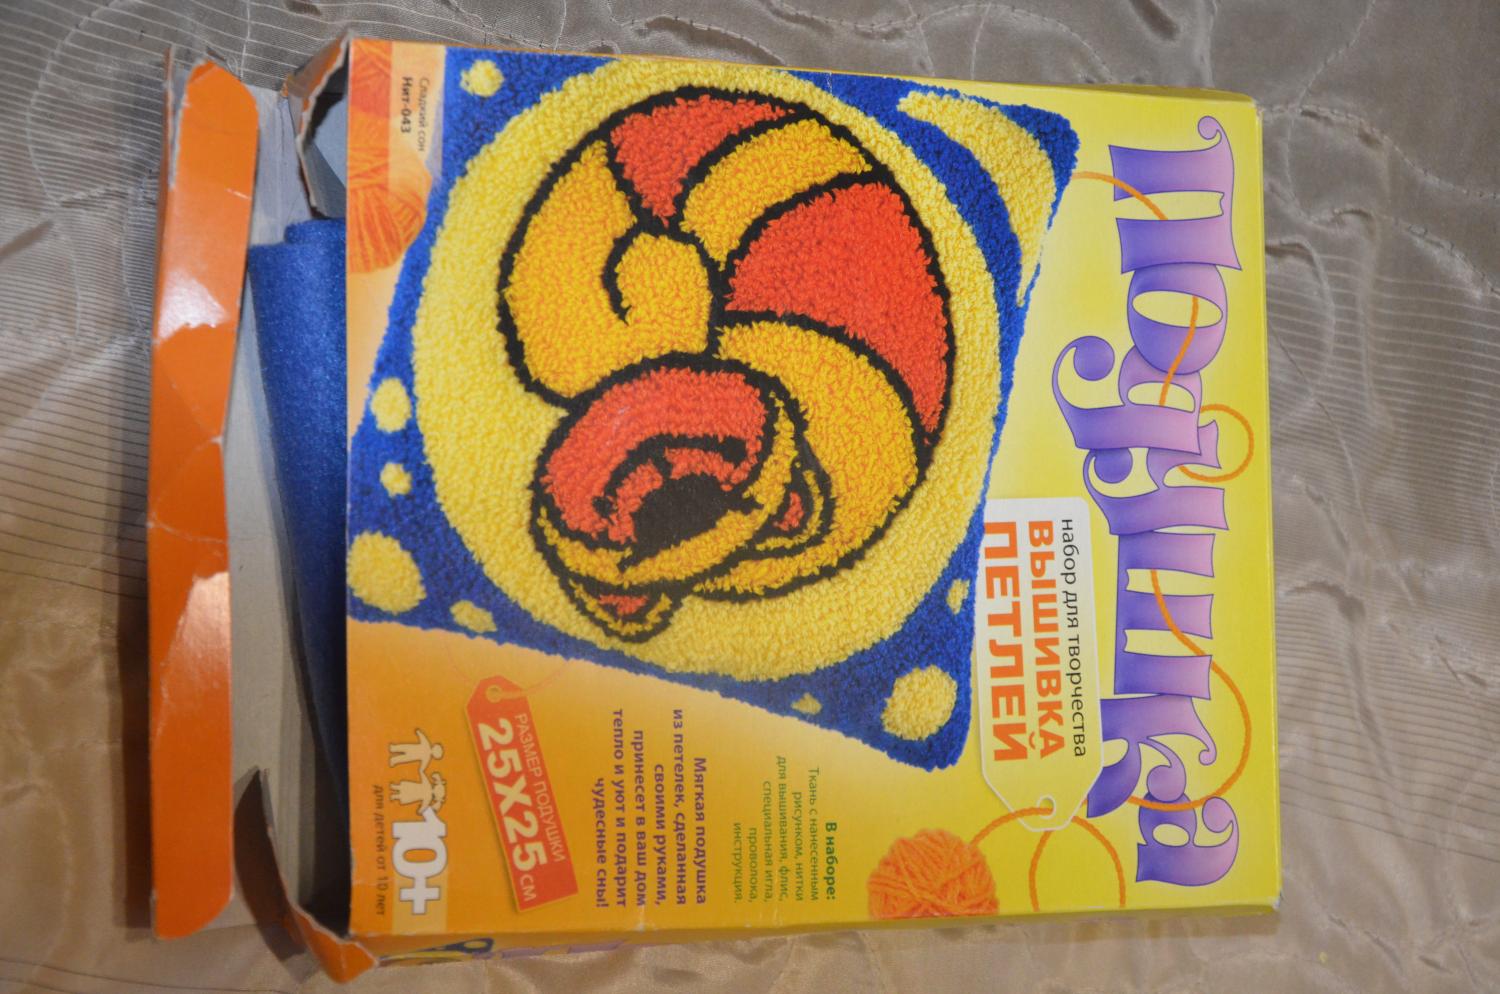 Подушка
набор для творчества
ВЫШИВКА
ПЕТЛЕЙ
В наборе:
Ткань с нанесенным
рисунком, нитки
для вышивания, флис,
специальная игла,
проволока,
инструкция.
Мягкая подушка
из петелек, сделанная
своими руками,
принесет в ваш дом
тепло и уют и подарит
чудесные сны!
РАЗМЕР ПОДУШКИ
25Х25 СМ
10+
для детей от 10 лет
Сладкий сон
Нит-043